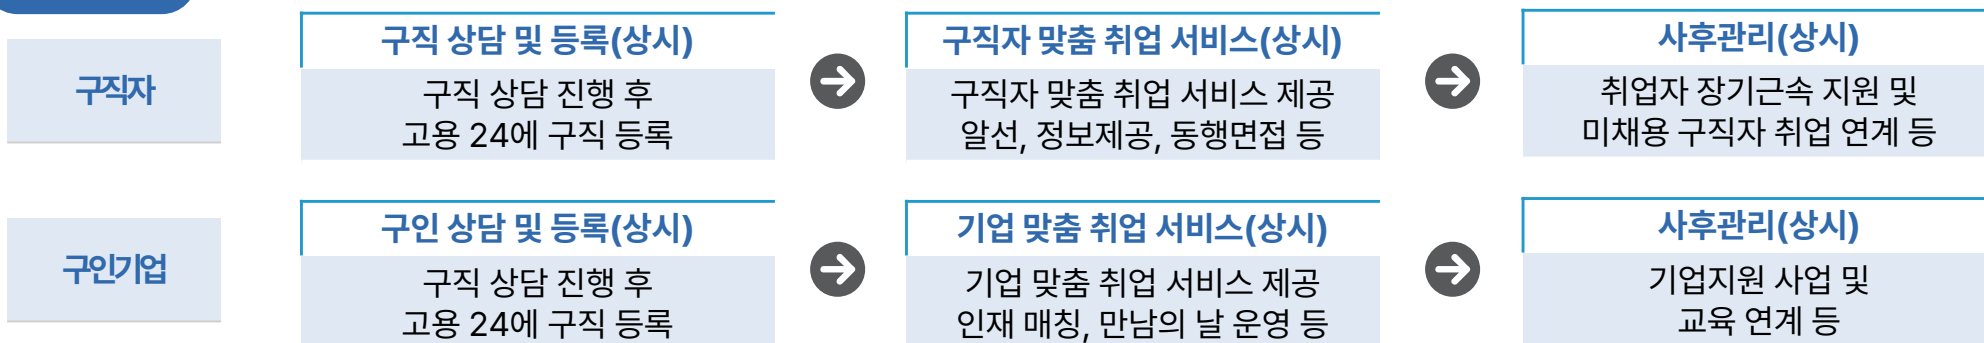 구직자
구직 상담 및 등록(상시)
구직 상담 진행 후
고용 24에 구직 등록
구직자 맞춤 취업 서비스(상시)
구직자 맞춤 취업 서비스 제공
알선, 정보제공, 동행면접 등
사후관리(상시)
취업자 장기근속 지원 및
미채용 구직자 취업 연계 등
구인기업
구인 상담 및 등록(상시)
구직 상담 진행 후
고용 24에 구직 등록
기업 맞춤 취업 서비스(상시)
기업 맞춤 취업 서비스 제공
인재 매칭, 만남의 날 운영 등
사후관리(상시)
기업지원 사업 및
교육 연계 등